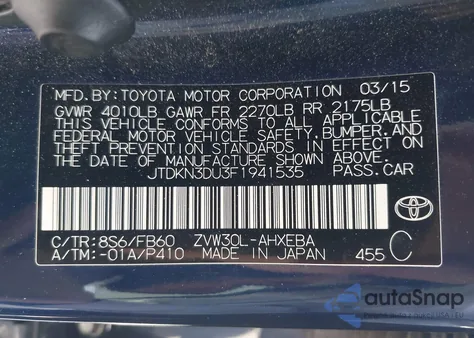 MFD.BY:TOYOTA MOTOR CORPORATION 03/15
GVWR 4010LB GAWR FR 2270LB RR 2175LB
THIS VEHICLE CONFORMS TO ALL APPLICABLE
FEDERAL MOTOR VEHICLE SAFETY,BUMPER,AND
THEFT PREVENTION STANDARDS IN EFFECT ON
THE DATE OF MANUFACTURE SHOWN ABOVE.
JTDKN3DU3F1941535 PASS.CAR
C/TR:8S6/FB60 ZVW30L-AHXEBA
A/TM:-01A/P410 MADE IN JAPAN 455 C
autoSnap